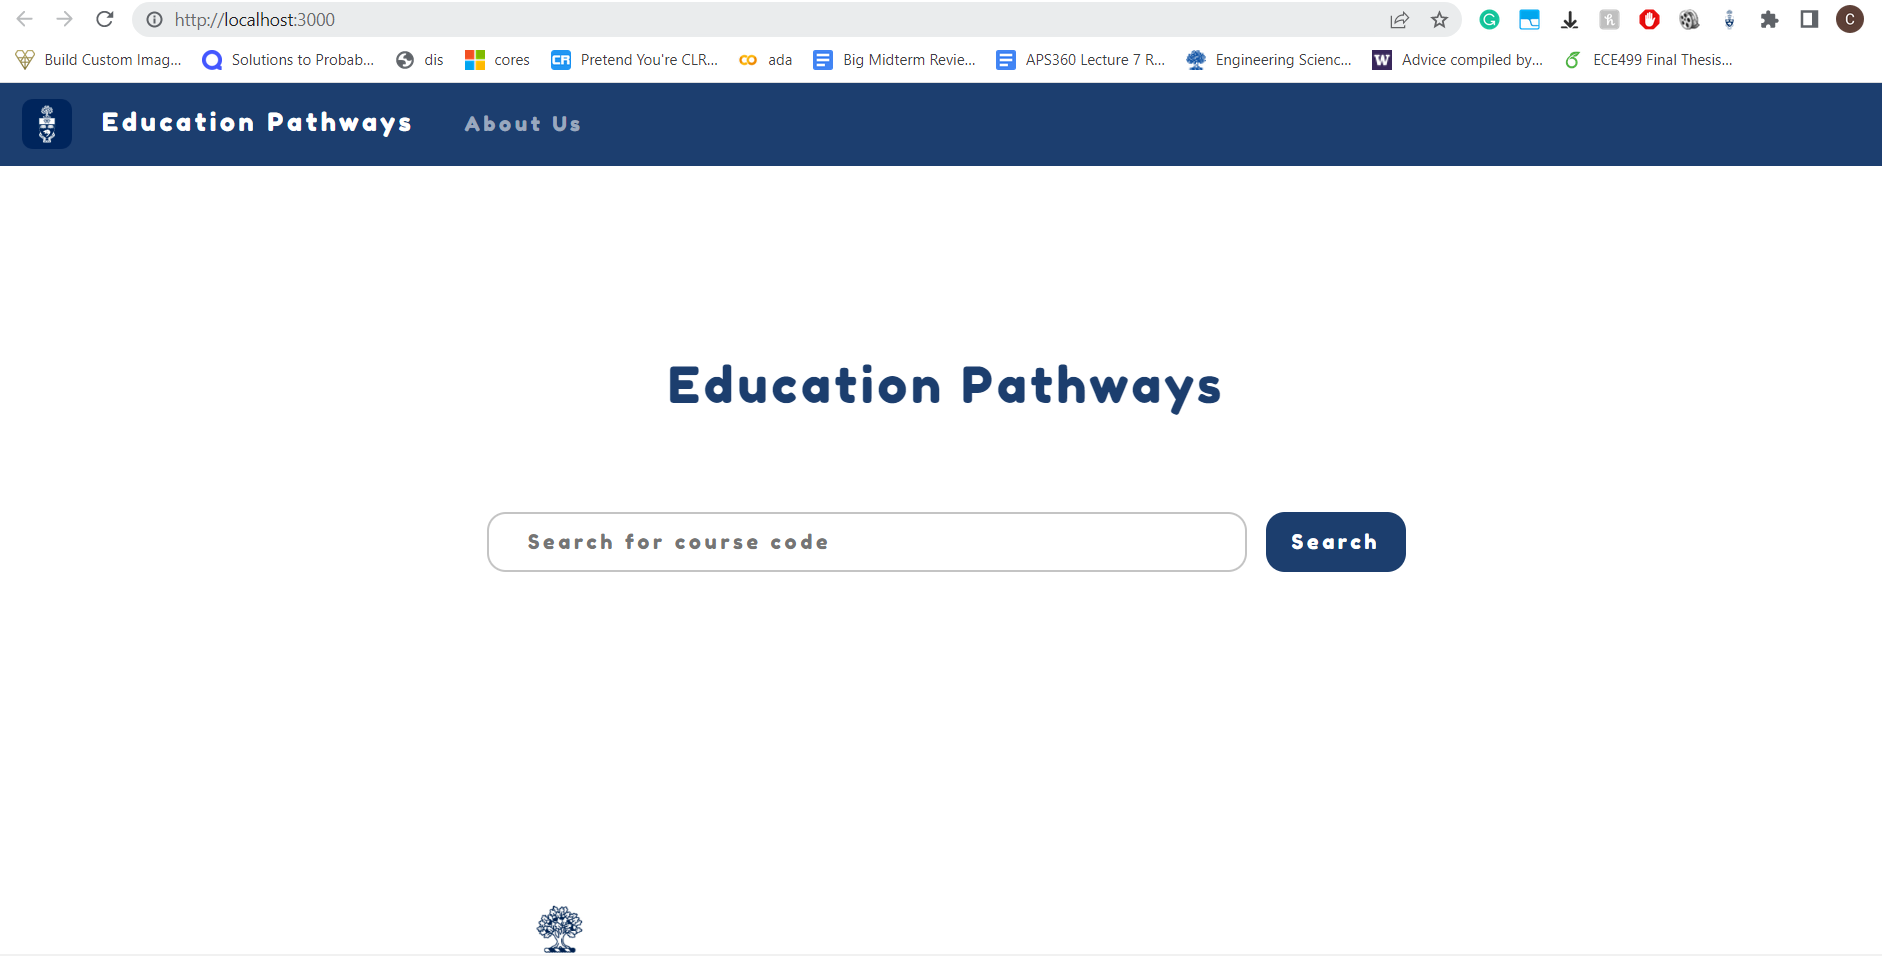 http://localhost:3000
Build Custom Imag... Solutions to Probab... dis cores CR Pretend You're CLR... ada Big Midterm Revie... APS360 Lecture 7 R... Engineering Scienc... W Advice compiled by... ECE499 Final Thesis... C
Education Pathways About Us
Education Pathways
Search for course code Search